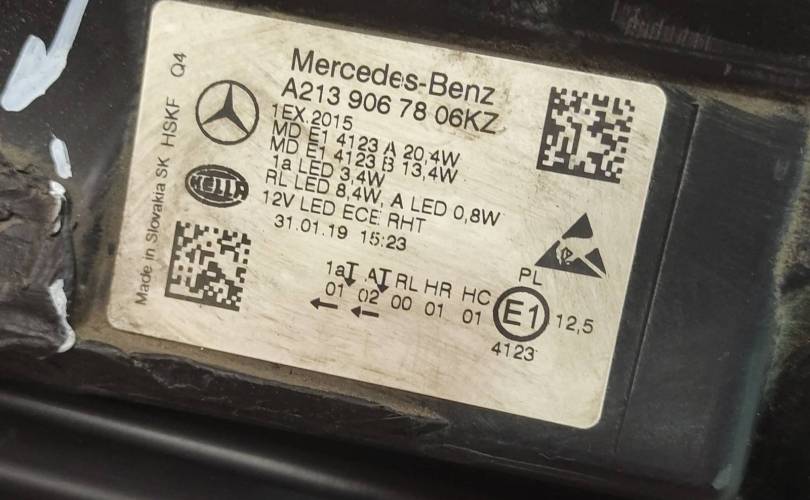 Mercedes-Benz
A213 906 78 06KZ
1EX.2015
MD E1 4123 A 20,4W
MD E1 4123 B 13,4W
1a LED 3,4W
RL LED 8,4W, A LED 0,8W
12V LED ECE RHT
31.01.19 15:23
HELLA
Made in Slovakia SK HSKF Q4
1a A RL HR HC
01 02 00 01 01
PL
E1 12,5
4123